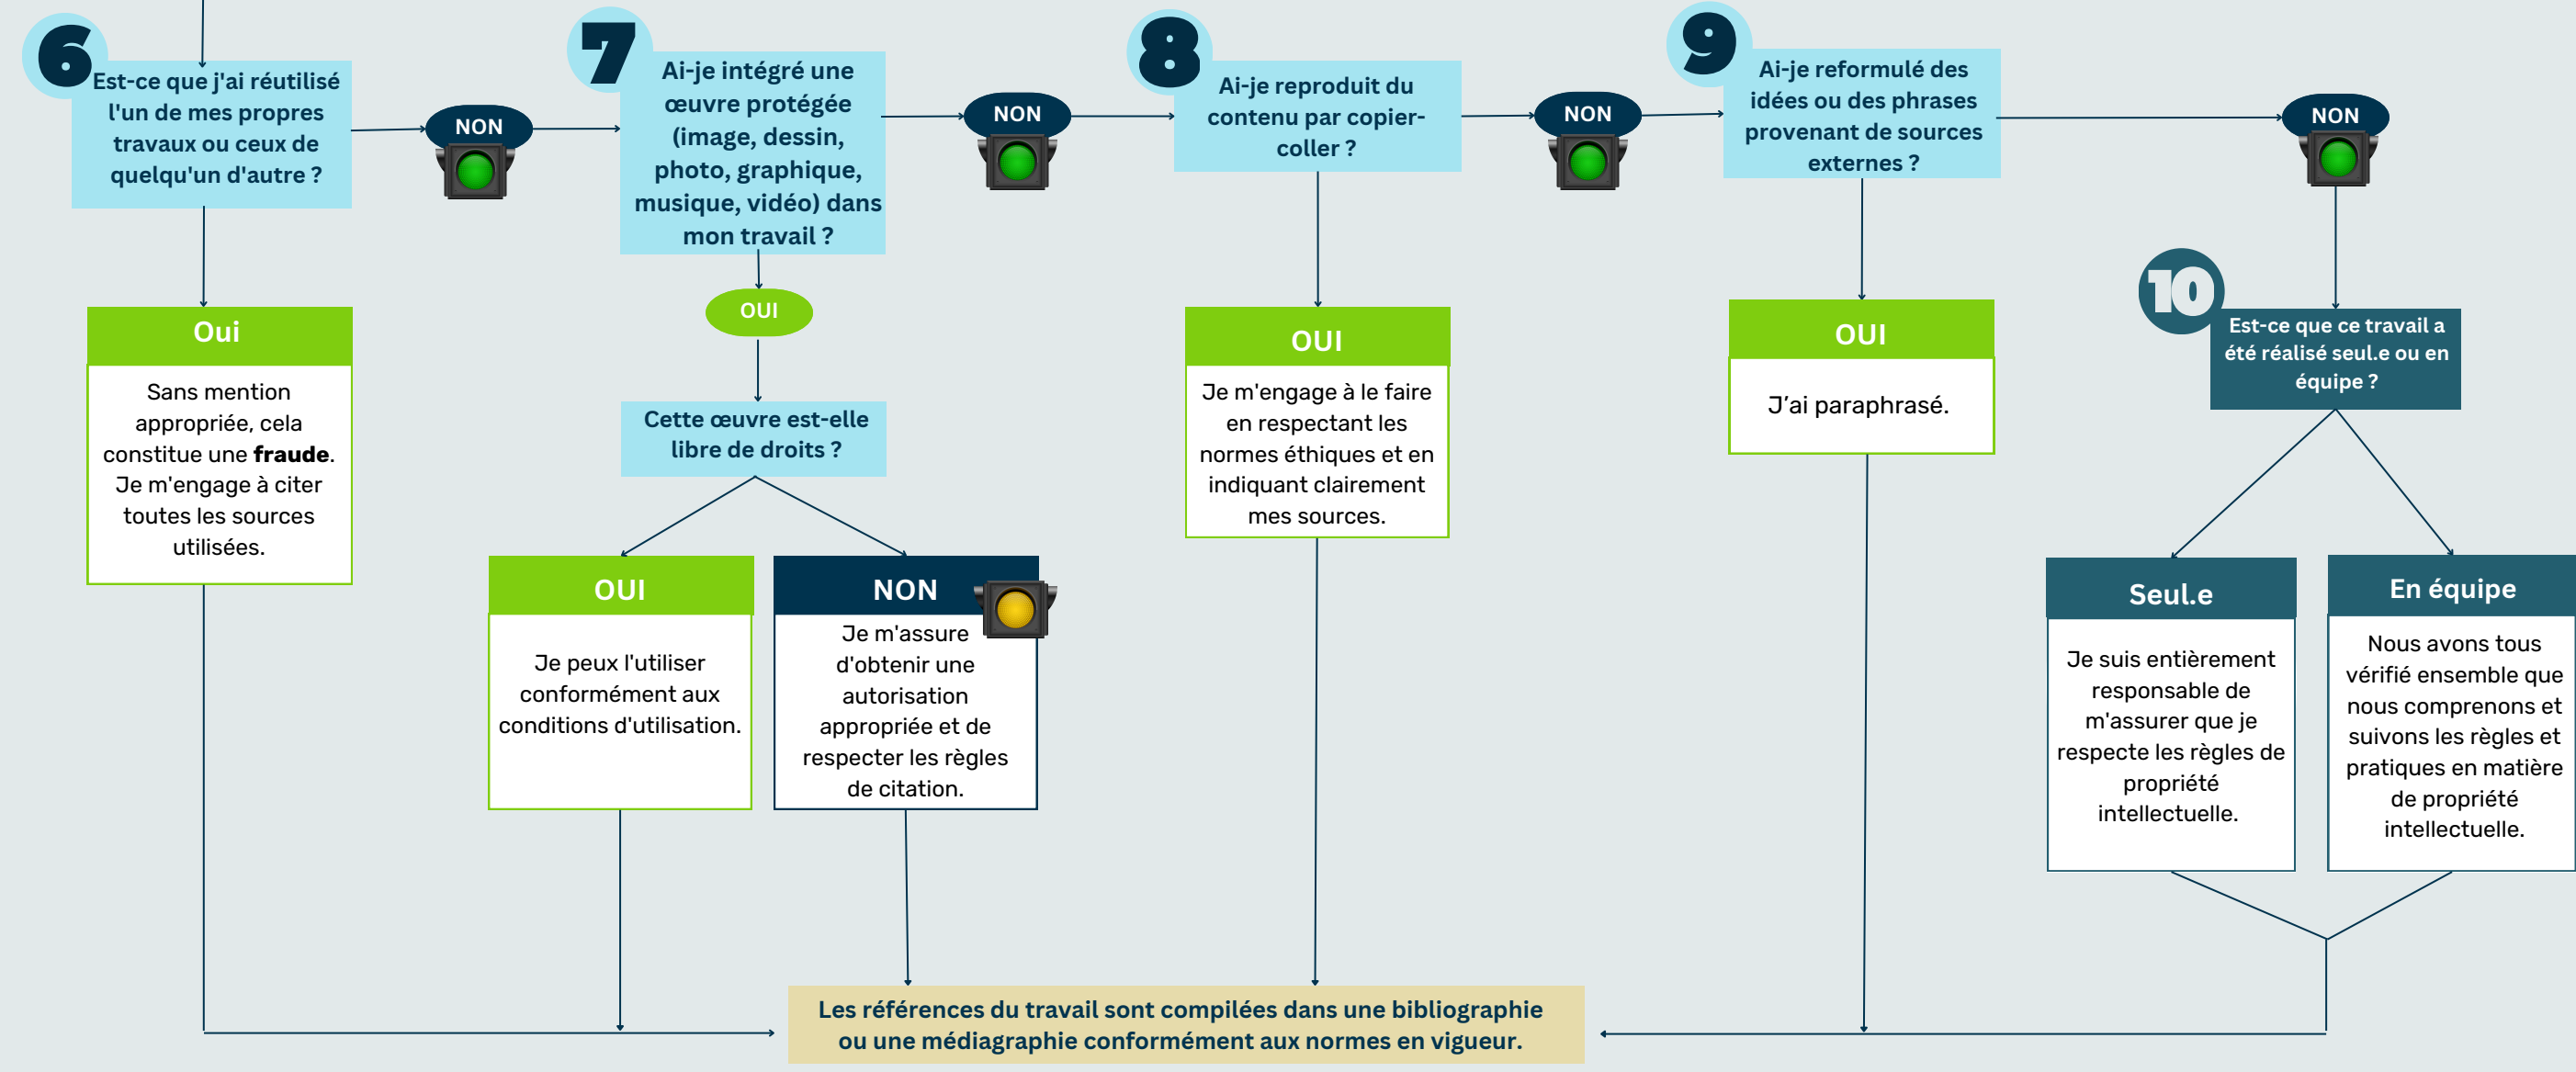 6
Est-ce que j'ai réutilisé
l'un de mes propres
travaux ou ceux de
quelqu'un d'autre ?
NON
Oui
Sans mention
appropriée, cela
constitue une fraude.
Je m'engage à citer
toutes les sources
utilisées.
7
Ai-je intégré une
œuvre protégée
(image, dessin,
photo, graphique,
musique, vidéo) dans
mon travail ?
NON
OUI
Cette œuvre est-elle
libre de droits ?
OUI
Je peux l'utiliser
conformément aux
conditions d'utilisation.
NON
Je m'assure
d'obtenir une
autorisation
appropriée et de
respecter les règles
de citation.
8
Ai-je reproduit du
contenu par copier-
coller ?
NON
OUI
Je m'engage à le faire
en respectant les
normes éthiques et en
indiquant clairement
mes sources.
9
Ai-je reformulé des
idées ou des phrases
provenant de sources
externes ?
NON
OUI
J’ai paraphrasé.
10
Est-ce que ce travail a
été réalisé seul.e ou en
équipe ?
Seul.e
Je suis entièrement
responsable de
m'assurer que je
respecte les règles de
propriété
intellectuelle.
En équipe
Nous avons tous
vérifié ensemble que
nous comprenons et
suivons les règles et
pratiques en matière
de propriété
intellectuelle.
Les références du travail sont compilées dans une bibliographie
ou une médiagraphie conformément aux normes en vigueur.